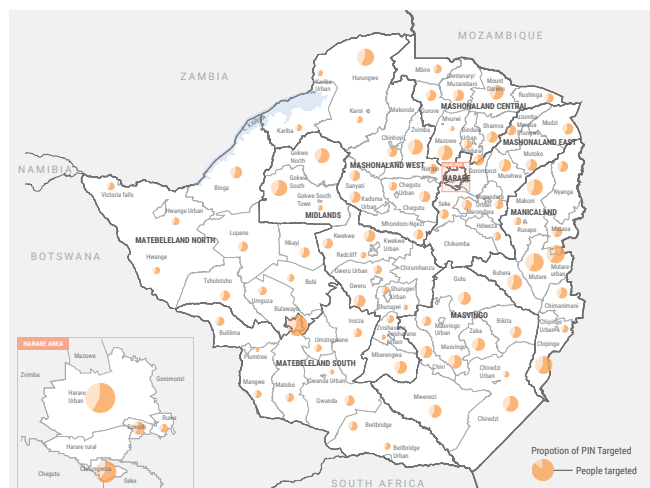 MOZAMBIQUE
ZAMBIA
NAMIBIA
BOTSWANA
SOUTH AFRICA
Hurungwe
Kariba
Urban
Kariba
Karoi
Makonde
Mbire
Centenary/
Muzarabani
Mount
Darwin
Rushinga
Guruve
MASHONALAND CENTRAL
Mvurwi
Bindura
Urban
Shamva
Mazowe
Mudzi
MASHONALAND EAST
Mutoko
Chinhoyi
Zvimba
MASHONALAND WEST
Norton
HARARE
Goromonzi
Murehwa
Gokwe
North
Gokwe
South
Gokwe South
Town
MIDLANDS
Sanyati
Kadoma
Urban
Chegutu
Urban
Chegutu
Mhondoro-Ngezi
Seke
Marondera
Makoni
Nyanga
MANICALAND
Rusape
Mutasa
Hdweza
Chikomba
Binga
Victoria falls
Hwange Urban
Hwange
MATEBELELAND NORTH
Lupane
Nkayi
Tsholotsho
Bubi
Umguza
Bulawayo
Bulilima
Kwekwe
Kwekwe
Urban
Redcliff
Gweru Urban
Gweru
Chirumhanzu
Shurugwi
Urban
Shurugwi
Gutu
Buhera
Mutare
Mutare
urban
Chimanimani
Chipinge
Urban
Chipinge
MASVINGO
Masvingo
Urban
Masvingo
Zaka
Bikita
Chivi
Chiredzi
Urban
Chiredzi
Mwenezi
Zvishavane
Urban
Mberengwa
Insiza
Umzingwane
Plumtree
MATEBELELAND SOUTH
Mangwe
Matobo
Gwanda Urban
Gwanda
Beitbridge
Beitbridge
Urban
HARARE AREA
Mazowe
Zvimba
Goromonzi
Harare
Urban
Ruwa
Epworth
Harare rural
Chitungwiza
Chegutu
Seke
Propotion of PIN Targeted
People targeted